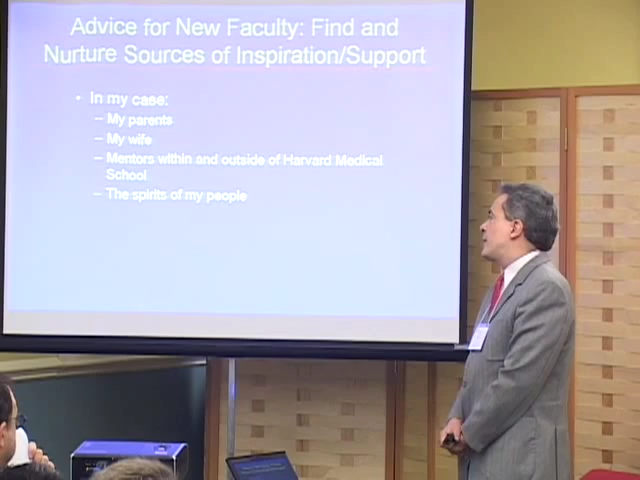 Advice for New Faculty: Find and
Nurture Sources of Inspiration/Support
• In my case:
– My parents
– My wife
– Mentors within and outside of Harvard Medical
School
– The spirits of my people